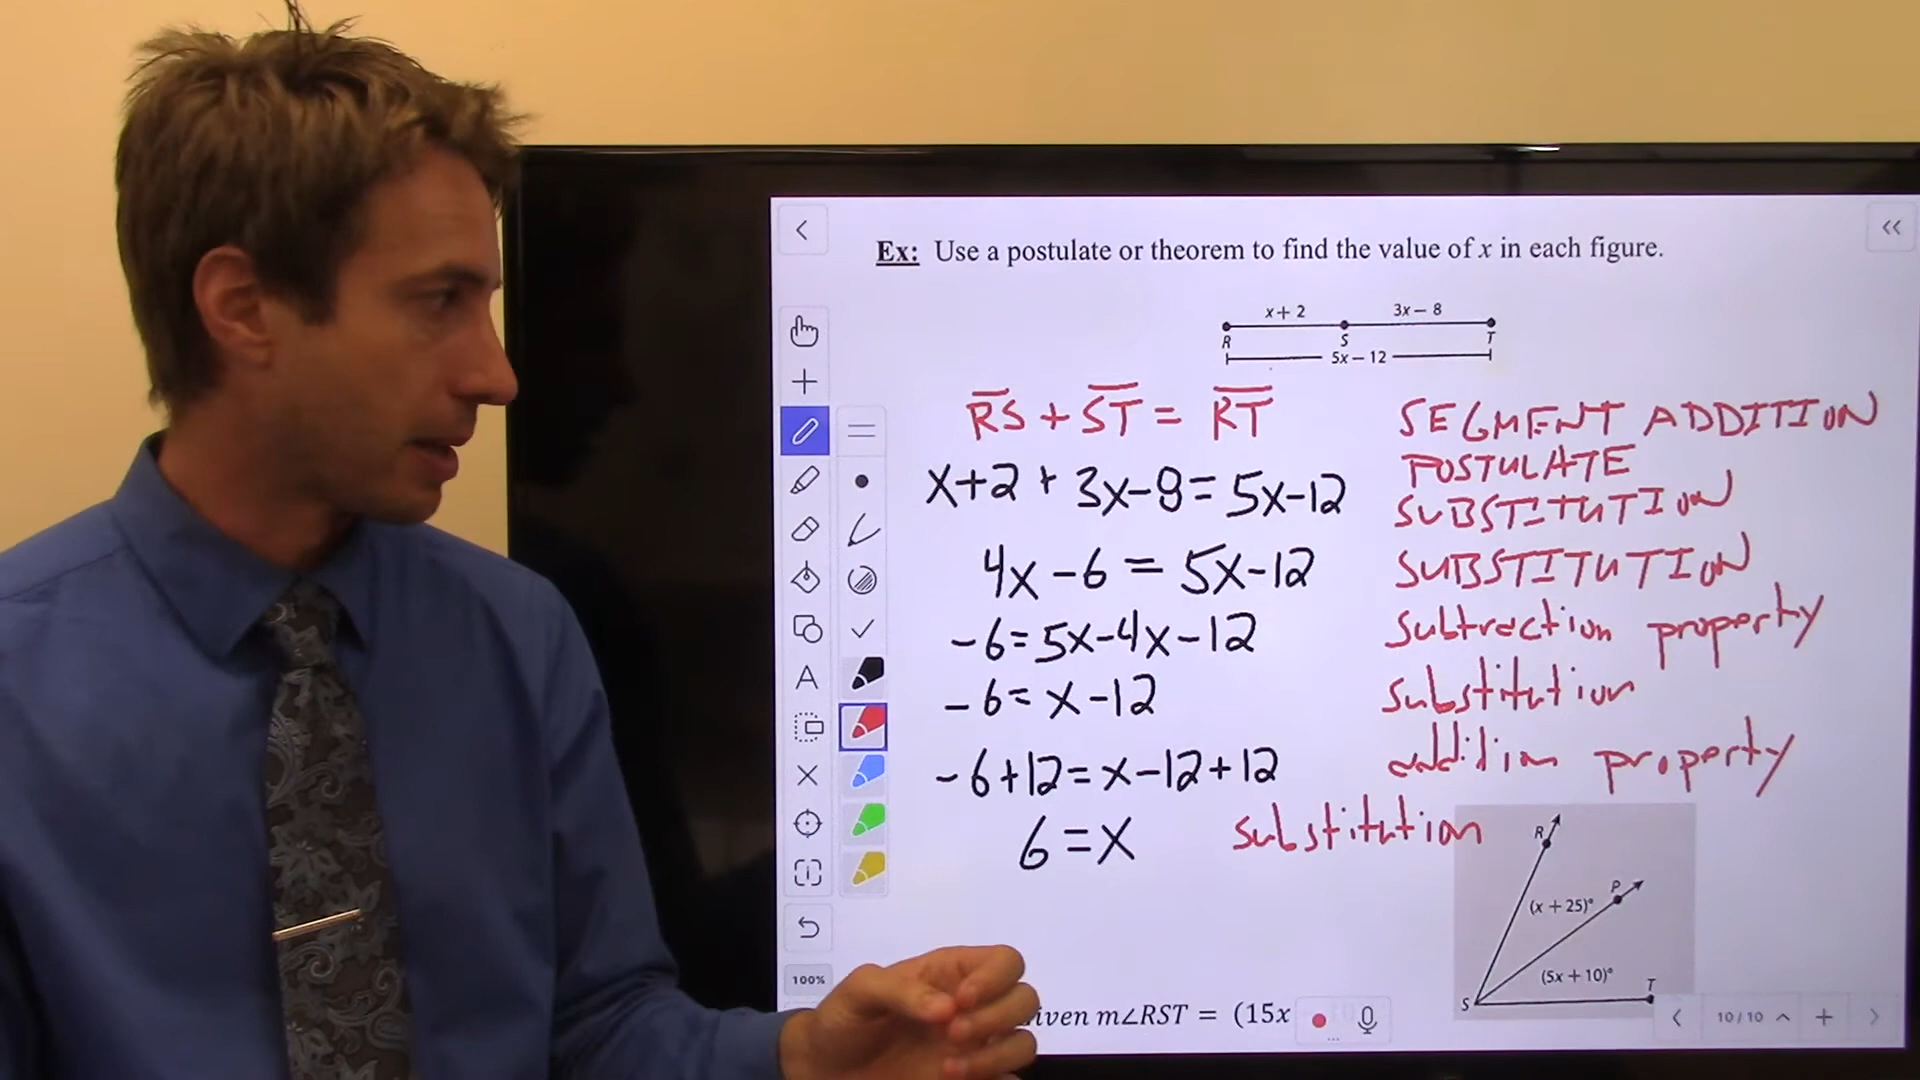 Ex: Use a postulate or theorem to find the value of x in each figure.
x + 2 3x – 8
R S T
5x – 12
RS + ST = RT SEGMENT ADDITION
POSTULATE
x+2 + 3x-8 = 5x-12 SUBSTITUTION
4x - 6 = 5x-12 SUBSTITUTION
-6 = 5x-4x-12 subtraction property
-6 = x-12 substitution
-6+12 = x-12+12 addition property
6 = x substitution
R
P
(x + 25)°
(5x + 10)°
S T
iven m∠RST = (15x
100%
10/10